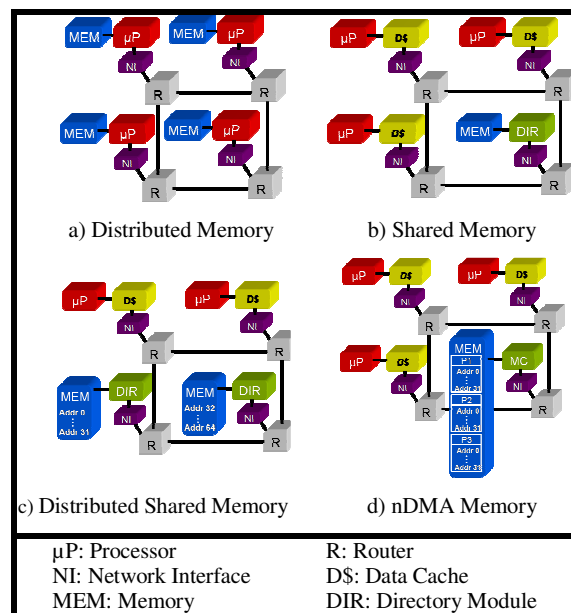 MEM µP MEM µP
NI NI
R R
MEM µP MEM µP
NI NI
R R
a) Distributed Memory
µP D$ µP D$
NI NI
R R
µP D$ MEM DIR
NI NI
R R
b) Shared Memory
µP D$ µP D$
NI NI
R R
MEM DIR MEM DIR
Addr 0 Addr 32
⋮ ⋮
Addr 31 Addr 64
NI NI
R R
c) Distributed Shared Memory
µP D$ µP D$
NI NI
R R
µP D$ MEM MC
NI NI
R R
P1
Addr 0
⋮
Addr 31
P2
Addr 0
⋮
Addr 31
P3
Addr 0
⋮
Addr 31
d) nDMA Memory
µP: Processor R: Router
NI: Network Interface D$: Data Cache
MEM: Memory DIR: Directory Module